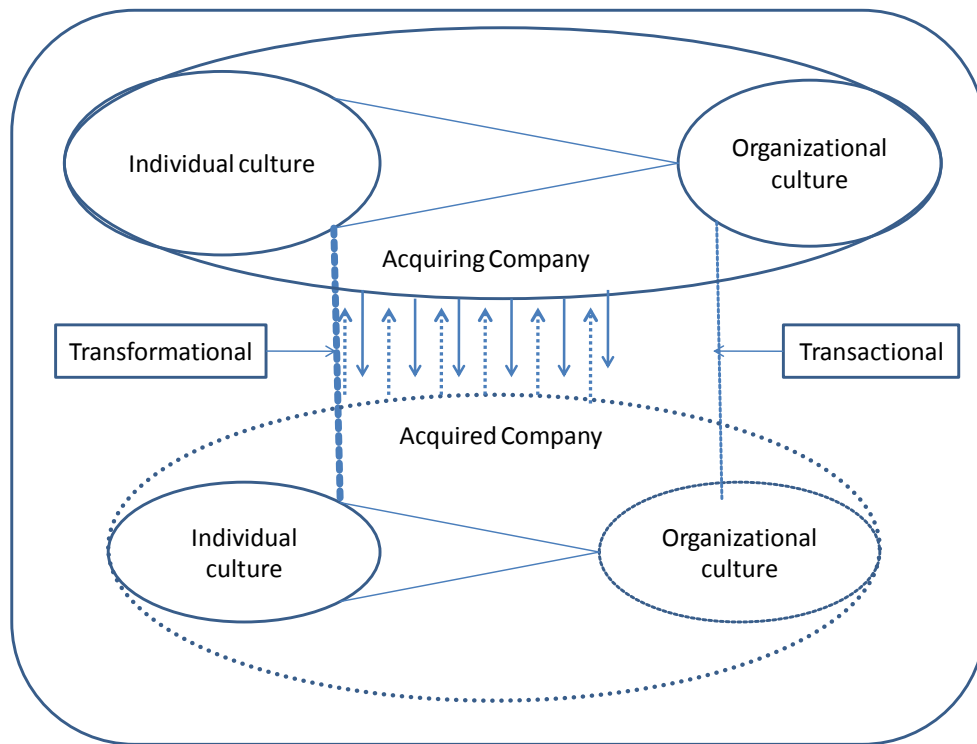 Individual culture
Organizational
culture
Acquiring Company
Transformational
Transactional
Acquired Company
Individual
culture
Organizational
culture